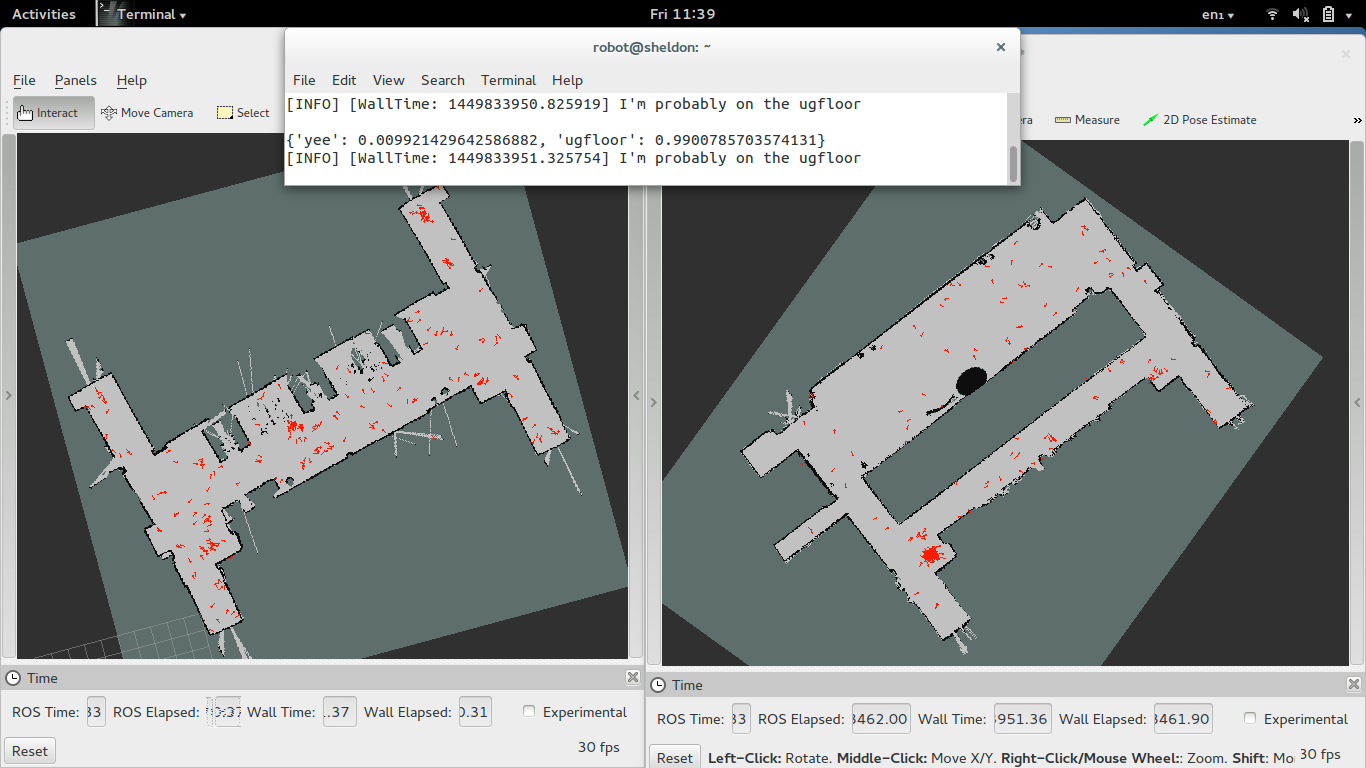 Activities Terminal Fri 11:39 en₁
robot@sheldon: ~
File Edit View Search Terminal Help
[INFO] [WallTime: 1449833950.825919] I'm probably on the ugfloor
{'yee': 0.009921429642586882, 'ugfloor': 0.9900785703574131}
[INFO] [WallTime: 1449833951.325754] I'm probably on the ugfloor
File Panels Help
Interact Move Camera Select
era Measure 2D Pose Estimate »
Time
ROS Time: 33 ROS Elapsed: Wall Time: .37 Wall Elapsed: 0.31 Experimental
Reset 30 fps
Time
ROS Time: 33 ROS Elapsed: 3462.00 Wall Time: 951.36 Wall Elapsed: 3461.90 Experimental
Reset Left-Click: Rotate. Middle-Click: Move X/Y. Right-Click/Mouse Wheel:: Zoom. Shift: Mo 30 fps